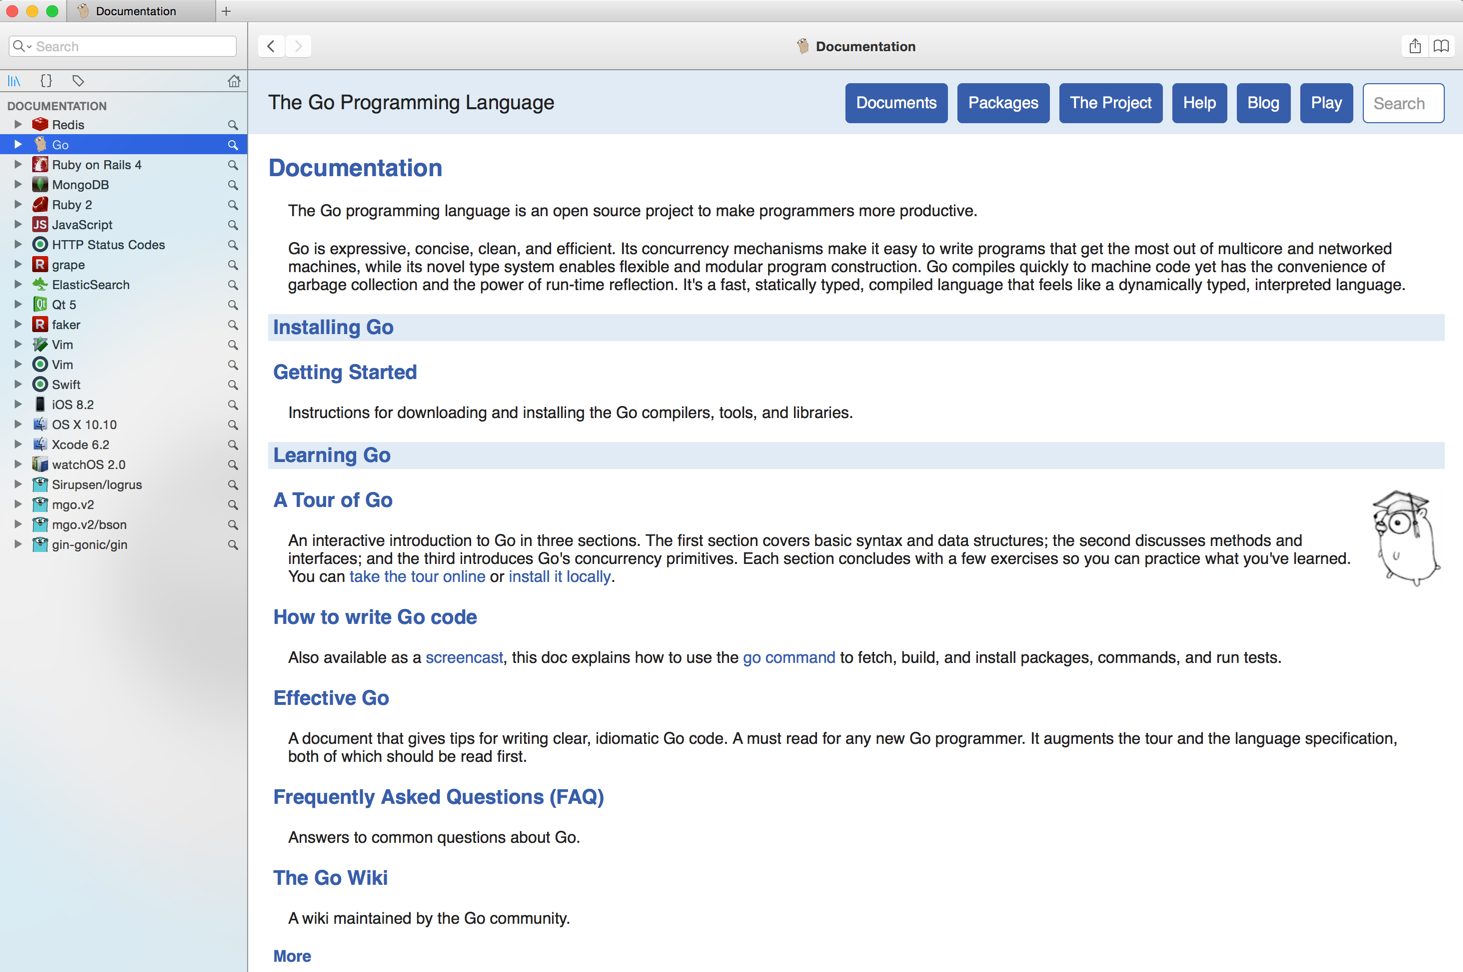 Documentation
Search
Documentation
DOCUMENTATION
Redis
Go
Ruby on Rails 4
MongoDB
Ruby 2
JS JavaScript
HTTP Status Codes
R grape
ElasticSearch
Qt Qt 5
R faker
Vim
Vim
Swift
iOS 8.2
OS X 10.10
Xcode 6.2
watchOS 2.0
Sirupsen/logrus
mgo.v2
mgo.v2/bson
gin-gonic/gin
The Go Programming Language
Documents Packages The Project Help Blog Play Search
Documentation
The Go programming language is an open source project to make programmers more productive.
Go is expressive, concise, clean, and efficient. Its concurrency mechanisms make it easy to write programs that get the most out of multicore and networked
machines, while its novel type system enables flexible and modular program construction. Go compiles quickly to machine code yet has the convenience of
garbage collection and the power of run-time reflection. It's a fast, statically typed, compiled language that feels like a dynamically typed, interpreted language.
Installing Go
Getting Started
Instructions for downloading and installing the Go compilers, tools, and libraries.
Learning Go
A Tour of Go
An interactive introduction to Go in three sections. The first section covers basic syntax and data structures; the second discusses methods and
interfaces; and the third introduces Go's concurrency primitives. Each section concludes with a few exercises so you can practice what you've learned.
You can take the tour online or install it locally.
How to write Go code
Also available as a screencast, this doc explains how to use the go command to fetch, build, and install packages, commands, and run tests.
Effective Go
A document that gives tips for writing clear, idiomatic Go code. A must read for any new Go programmer. It augments the tour and the language specification,
both of which should be read first.
Frequently Asked Questions (FAQ)
Answers to common questions about Go.
The Go Wiki
A wiki maintained by the Go community.
More